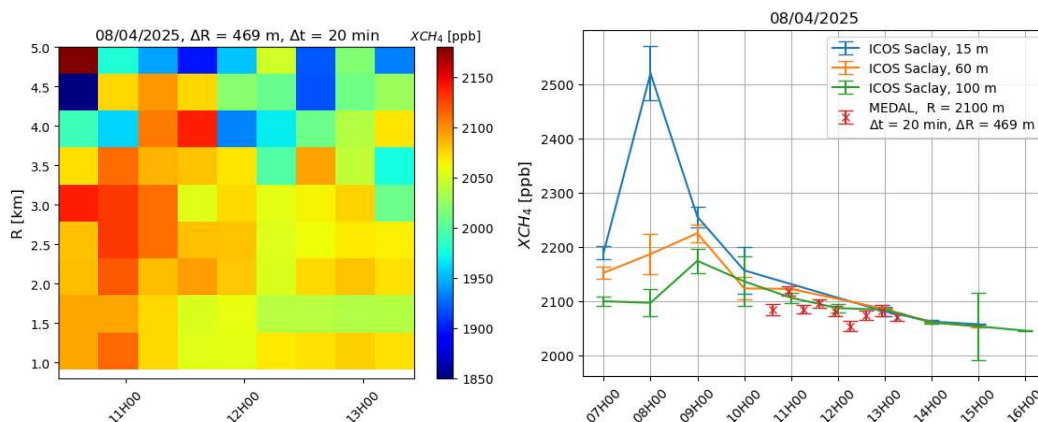 08/04/2025, ΔR = 469 m, Δt = 20 min
XCH₄ [ppb]
R [km]
5.0
4.5
4.0
3.5
3.0
2.5
2.0
1.5
1.0
11H00
12H00
13H00
2150
2100
2050
2000
1950
1900
1850
08/04/2025
XCH₄ [ppb]
2500
2400
2300
2200
2100
2000
ICOS Saclay, 15 m
ICOS Saclay, 60 m
ICOS Saclay, 100 m
MEDAL, R = 2100 m
Δt = 20 min, ΔR = 469 m
07H00
08H00
09H00
10H00
11H00
12H00
13H00
14H00
15H00
16H00